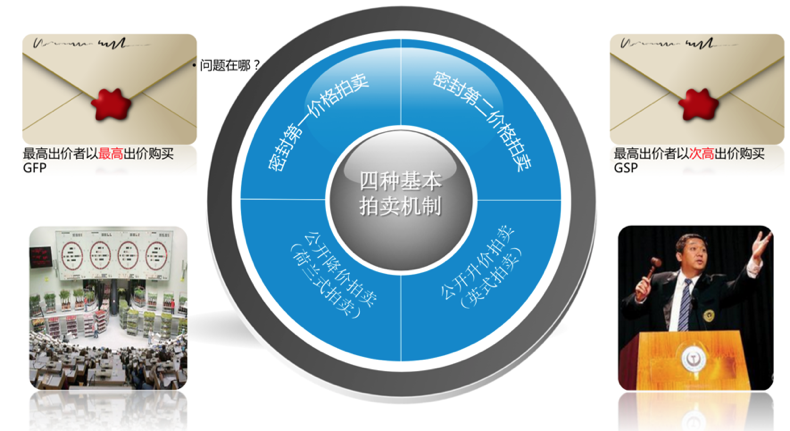 • 问题在哪？
密封第一价格拍卖
密封第二价格拍卖
最高出价者以最高出价购买
GFP
最高出价者以次高出价购买
GSP
四种基本
拍卖机制
公开降价拍卖
（荷兰式拍卖）
公开升价拍卖
（英式拍卖）